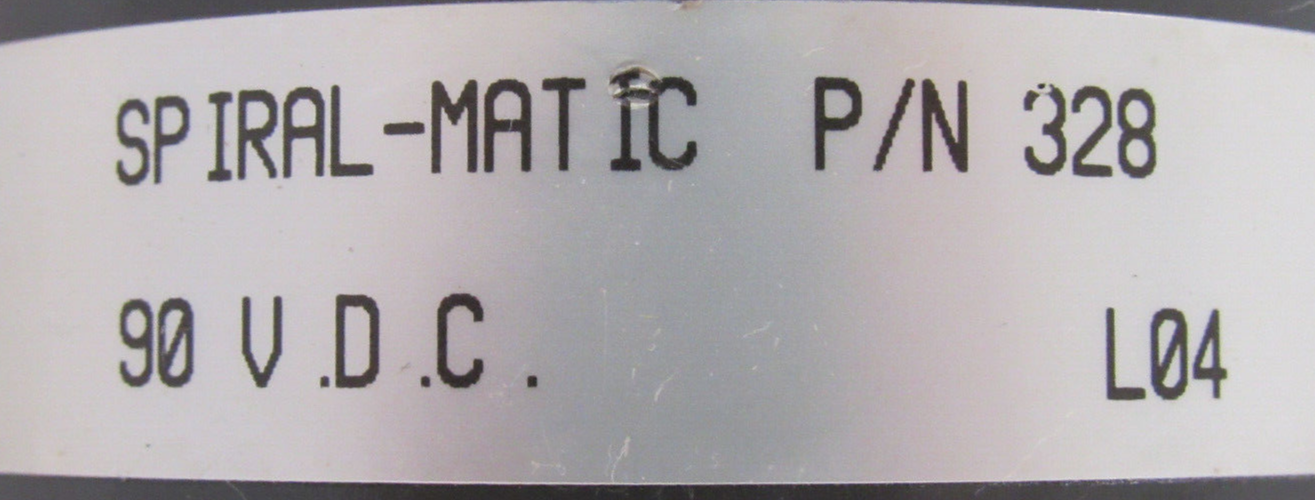 SPIRAL-MATIC P/N 328
90 V.D.C. L04